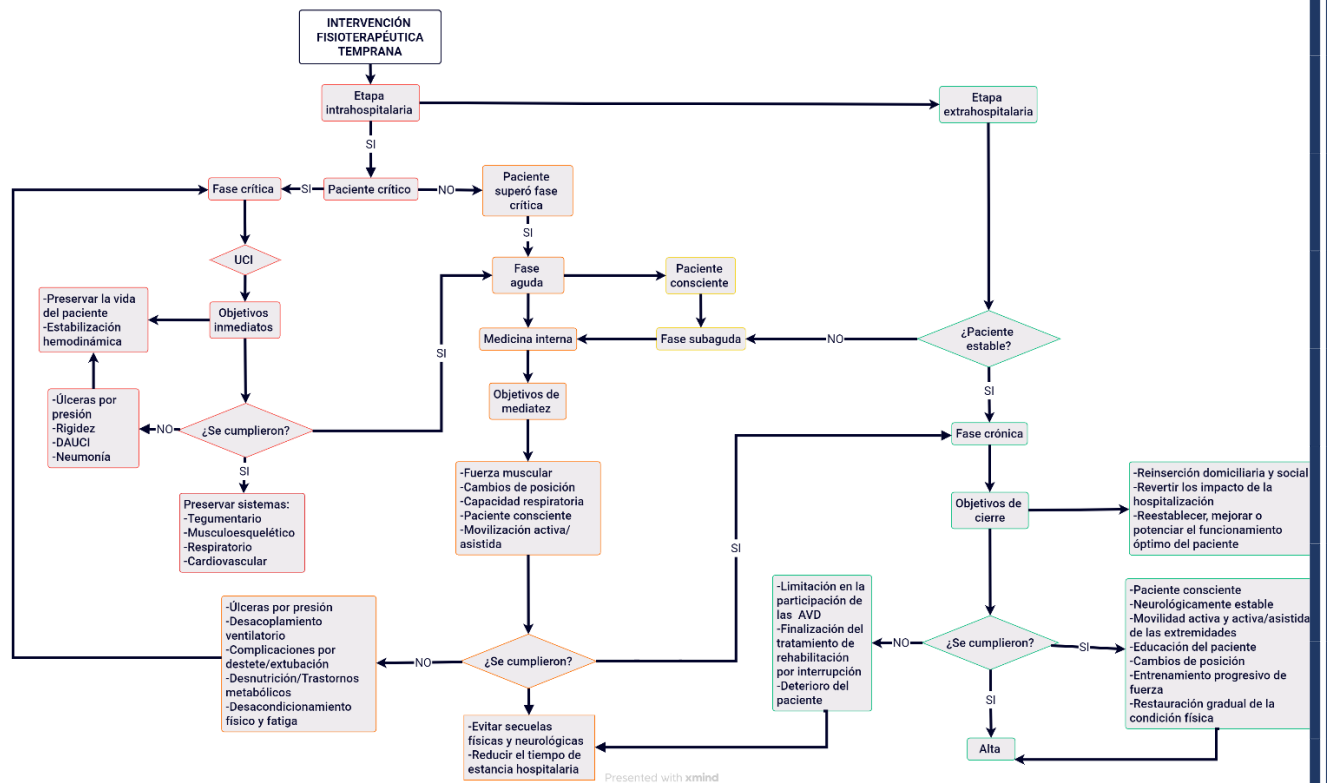 INTERVENCIÓN
FISIOTERAPÉUTICA
TEMPRANA
Etapa
intrahospitalaria
Etapa
extrahospitalaria
SI
Fase crítica
SI
Paciente crítico
NO
Paciente
superó fase
crítica
SI
UCI
Fase
aguda
Paciente
consciente
-Preservar la vida
del paciente
-Estabilización
hemodinámica
Objetivos
inmediatos
Medicina interna
Fase subaguda
NO
¿Paciente
estable?
SI
SI
-Úlceras por
presión
-Rigidez
-DAUCI
-Neumonía
NO
¿Se cumplieron?
Objetivos de
mediatez
Fase crónica
SI
Preservar sistemas:
-Tegumentario
-Musculoesquelético
-Respiratorio
-Cardiovascular
-Fuerza muscular
-Cambios de posición
-Capacidad respiratoria
-Paciente consciente
-Movilización activa/
asistida
Objetivos de
cierre
-Reinserción domiciliaria y social
-Revertir los impacto de la
hospitalización
-Reestablecer, mejorar o
potenciar el funcionamiento
óptimo del paciente
SI
-Úlceras por presión
-Desacoplamiento
ventilatorio
-Complicaciones por
destete/extubación
-Desnutrición/Trastornos
metabólicos
-Desacondicionamiento
físico y fatiga
NO
¿Se cumplieron?
-Limitación en la
participación de
las AVD
-Finalización del
tratamiento de
rehabilitación
por interrupción
-Deterioro del
paciente
NO
¿Se cumplieron?
SI
-Paciente consciente
-Neurológicamente estable
-Movilidad activa y activa/asistida
de las extremidades
-Educación del paciente
-Cambios de posición
-Entrenamiento progresivo de
fuerza
-Restauración gradual de la
condición física
SI
-Evitar secuelas
físicas y neurológicas
-Reducir el tiempo de
estancia hospitalaria
Alta
Presented with xmind